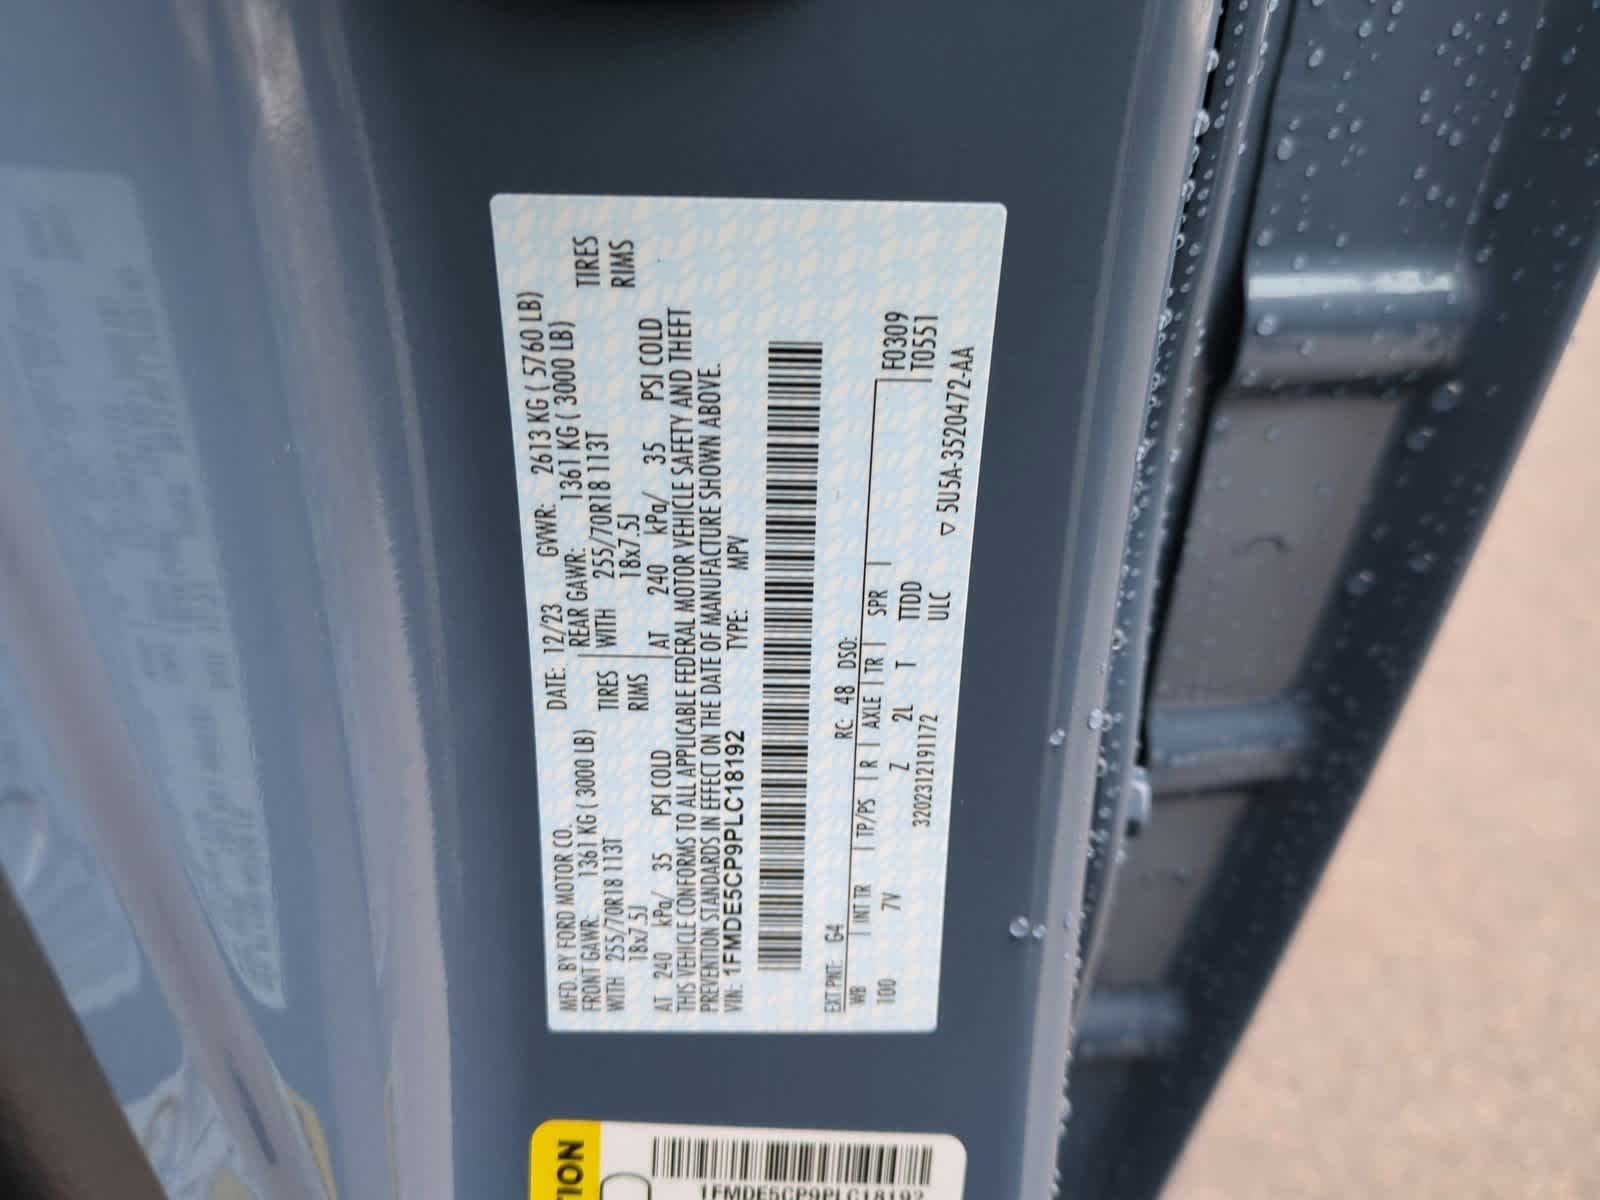 MFD. BY FORD MOTOR CO. DATE: 12/23 GVWR: 2613 KG ( 5760 LB)
FRONT GAWR: 1361 KG ( 3000 LB) REAR GAWR: 1361 KG ( 3000 LB)
WITH 255/70R18 113T TIRES WITH 255/70R18 113T TIRES
18x7.5J RIMS 18x7.5J RIMS
AT 240 kPa/ 35 PSI COLD AT 240 kPa/ 35 PSI COLD
THIS VEHICLE CONFORMS TO ALL APPLICABLE FEDERAL MOTOR VEHICLE SAFETY AND THEFT
PREVENTION STANDARDS IN EFFECT ON THE DATE OF MANUFACTURE SHOWN ABOVE.
VIN: 1FMDE5CP9PLC18192 TYPE: MPV
EXT PNT: G4 RC: 48 DSO: F0309
WB INT TR TP/PS R AXLE TR SPR T0551
100 7V Z 2L T TTDD
3202312191172 ULC ▽ 5U5A-3520472-AA
TION
1FMDE5CP9PLC18192